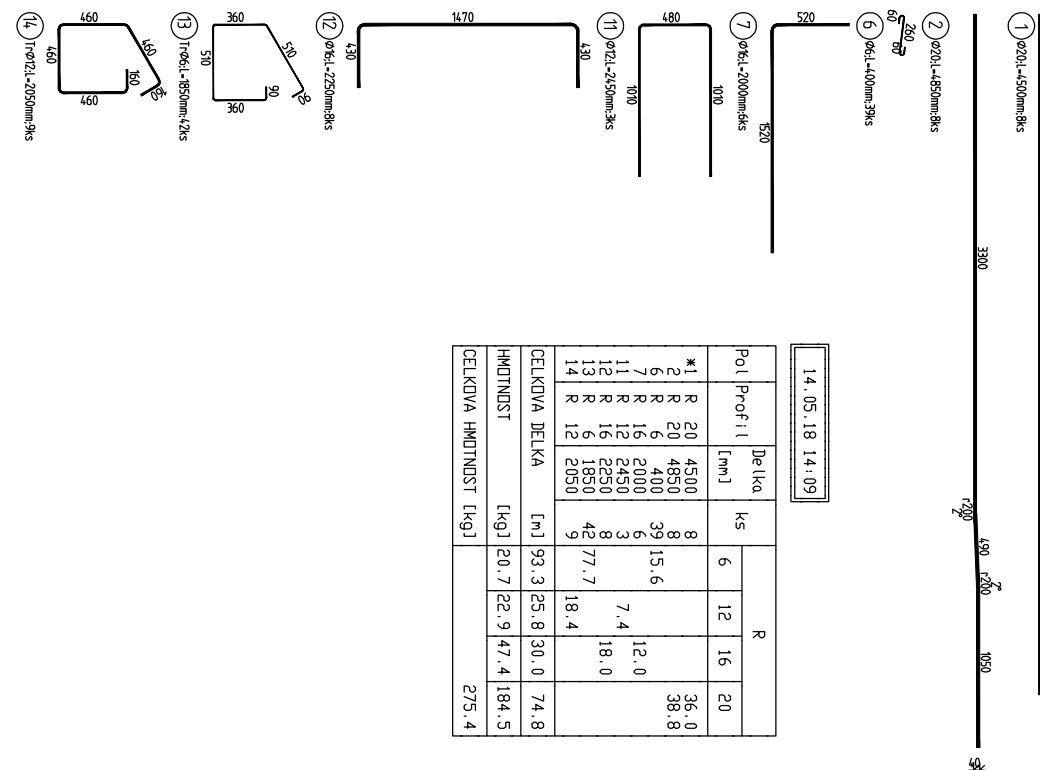 1 Ø20;L=4500mm;8ks
2 Ø20;L=4850mm;8ks
3300
r200
2°
490
r200
2°
1050
6 Ø6;L=400mm;39ks
60
260
60
7 Ø16;L=2000mm;6ks
520
1520
11 Ø12;L=2450mm;3ks
480
1010
1010
12 Ø16;L=2250mm;8ks
1470
430
430
13 TrØ6;L=1850mm;42ks
360
510
510
360
90
90
14 TrØ12;L=2050mm;9ks
460
460
460
460
160
14.05.18 14:09
Pol Profil Delka [mm] ks R
6 12 16 20
*1 R 20 4500 8 36.0
2 R 20 4850 8 38.8
6 R 6 400 39 15.6
7 R 16 2000 6 12.0
11 R 12 2450 3 7.4
12 R 16 2250 8 18.0
13 R 6 1850 42 77.7
14 R 12 2050 9 18.4
CELKOVA DELKA [m] 93.3 25.8 30.0 74.8
HMOTNOST [kg] 20.7 22.9 47.4 184.5
CELKOVA HMOTNOST [kg] 275.4